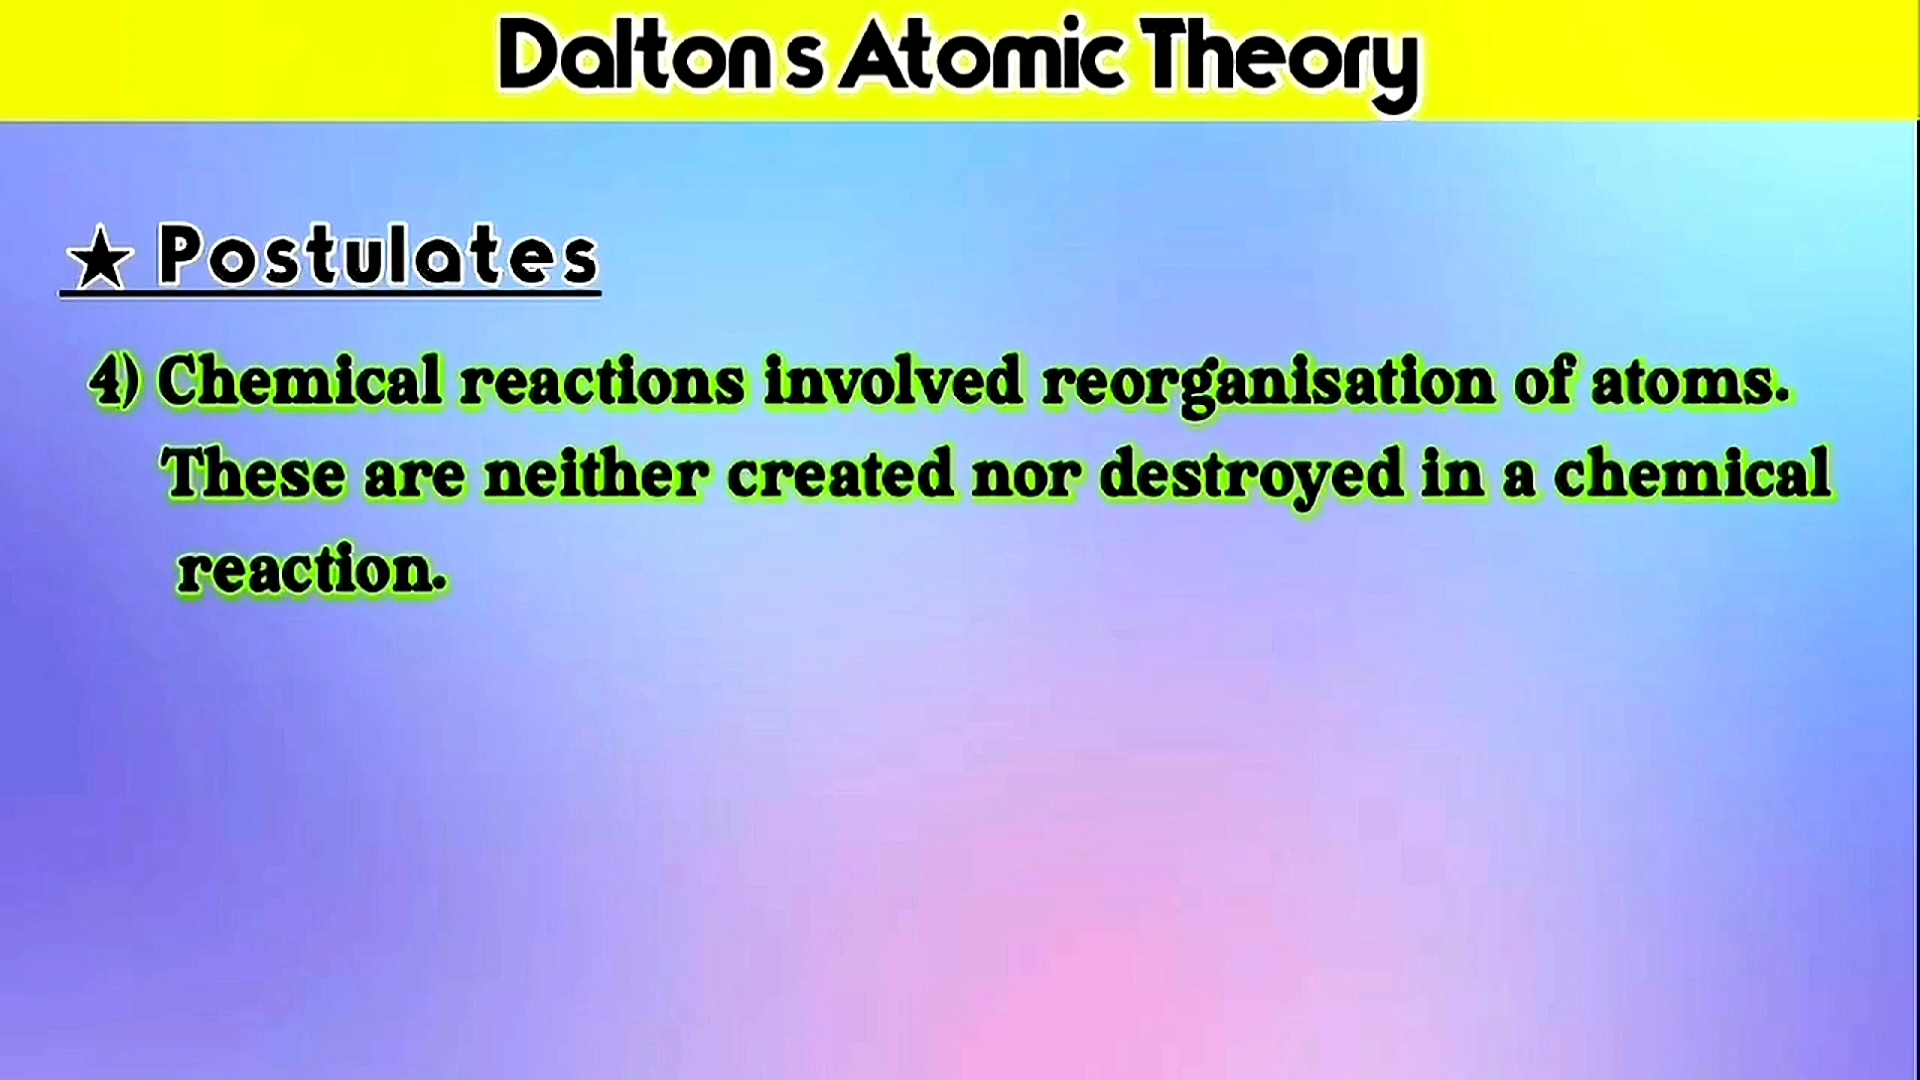 Dalton s Atomic Theory
★ Postulates
4) Chemical reactions involved reorganisation of atoms.
These are neither created nor destroyed in a chemical
reaction.